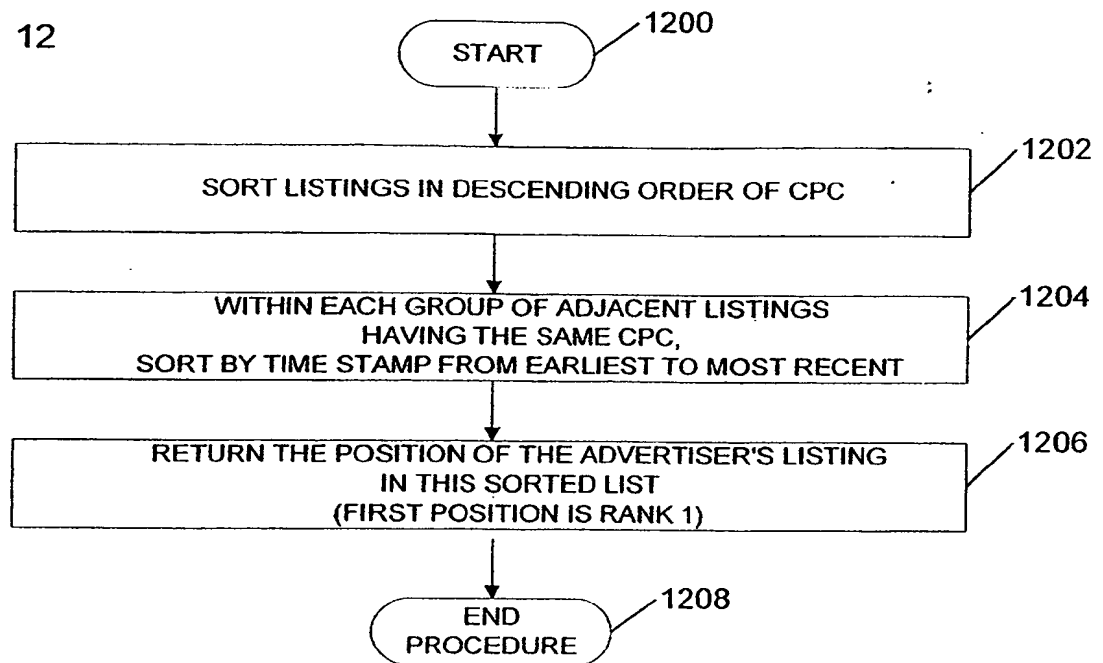 12
START
1200
SORT LISTINGS IN DESCENDING ORDER OF CPC
1202
WITHIN EACH GROUP OF ADJACENT LISTINGS
HAVING THE SAME CPC,
SORT BY TIME STAMP FROM EARLIEST TO MOST RECENT
1204
RETURN THE POSITION OF THE ADVERTISER'S LISTING
IN THIS SORTED LIST
(FIRST POSITION IS RANK 1)
1206
END
PROCEDURE
1208